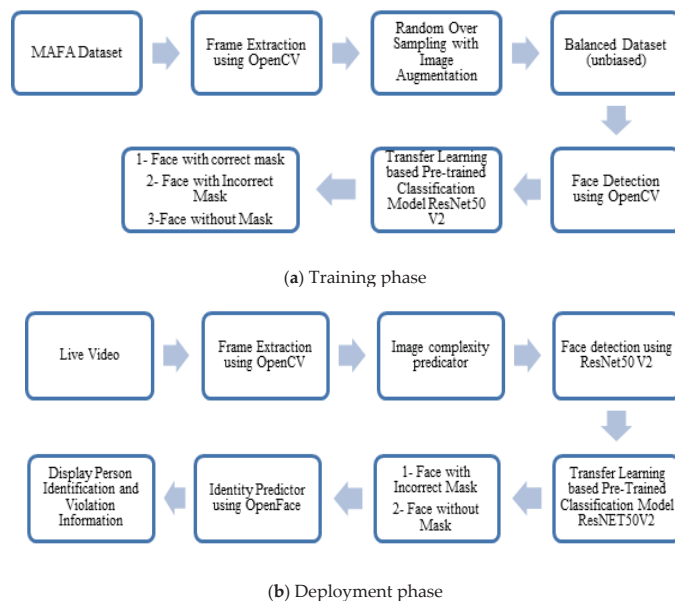 MAFA Dataset
Frame Extraction
using OpenCV
Random Over
Sampling with
Image
Augmentation
Balanced Dataset
(unbiased)
Face Detection
using OpenCV
Transfer Learning
based Pre-trained
Classification
Model ResNet50
V2
1- Face with correct mask
2- Face with Incorrect
Mask
3-Face without Mask
(a) Training phase
Live Video
Frame Extraction
using OpenCV
Image complexity
predicator
Face detection using
ResNet50 V2
Transfer Learning
based Pre-Trained
Classification Model
ResNET50V2
1- Face with
Incorrect Mask
2- Face without
Mask
Identity Predictor
using OpenFace
Display Person
Identification and
Violation
Information
(b) Deployment phase